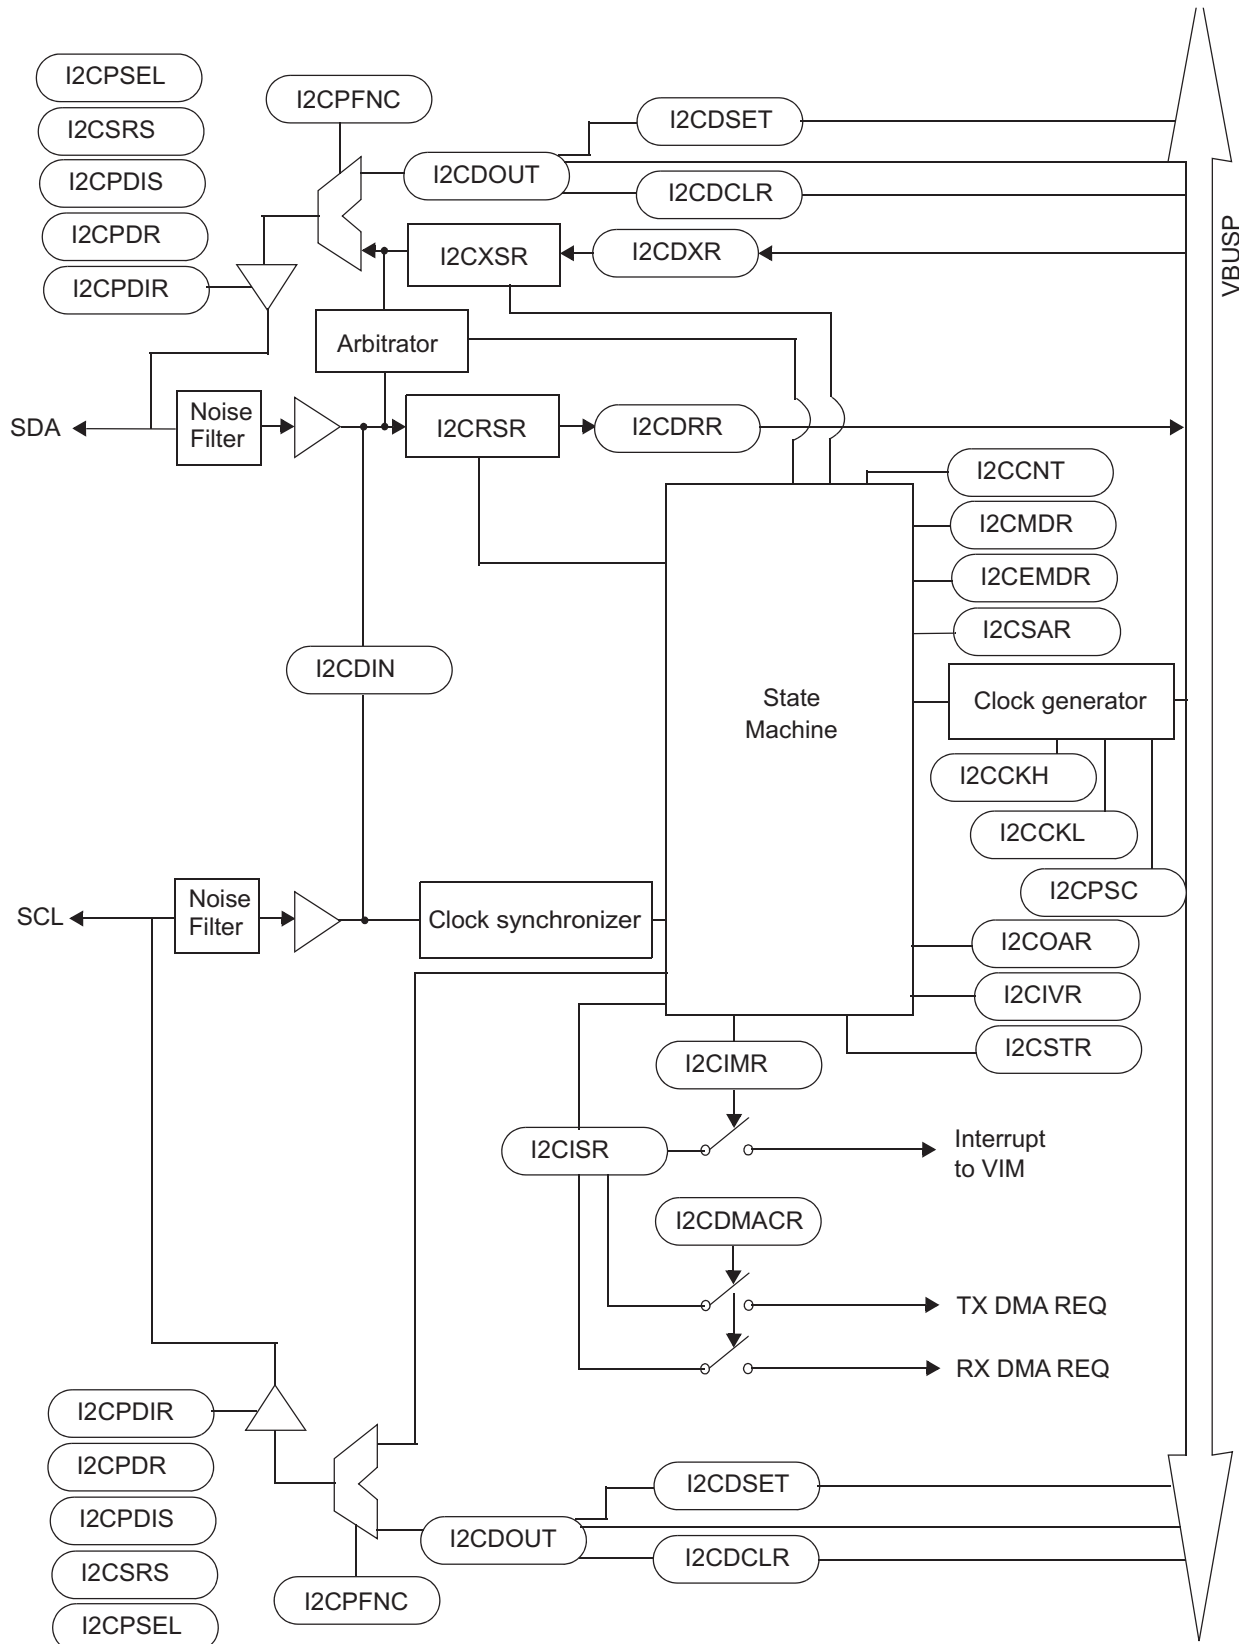 I2CPSEL
I2CPFNC
I2CSRS
I2CDSET
I2CPDIS
I2CDOUT
I2CDCLR
I2CPDR
I2CXSR
I2CDXR
VBUSP
I2CPDIR
Arbitrator
SDA
Noise
Filter
I2CRSR
I2CDRR
I2CCNT
I2CMDR
I2CEMDR
I2CSAR
I2CDIN
State
Machine
Clock generator
I2CCKH
I2CCKL
I2CPSC
SCL
Noise
Filter
Clock synchronizer
I2COAR
I2CIVR
I2CSTR
I2CIMR
I2CISR
Interrupt
to VIM
I2CDMACR
TX DMA REQ
RX DMA REQ
I2CPDIR
I2CPDR
I2CDSET
I2CPDIS
I2CDOUT
I2CDCLR
I2CSRS
I2CPFNC
I2CPSEL